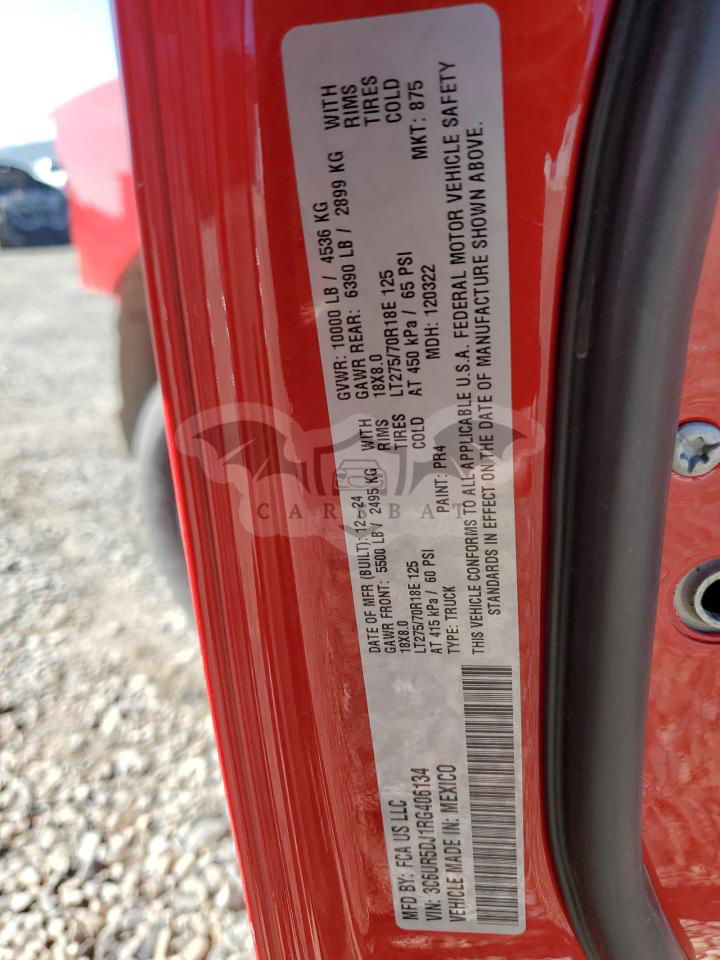 MFD BY: FCA US LLC
DATE OF MFR (BUILT): 12-24
GVWR: 10000 LB / 4536 KG
GAWR FRONT: 5500 LB / 2495 KG
WITH
GAWR REAR: 6390 LB / 2899 KG
WITH
18X8.0
RIMS
18X8.0
RIMS
LT275/70R18E 125
TIRES
LT275/70R18E 125
TIRES
AT 415 kPa / 60 PSI
COLD
AT 450 kPa / 65 PSI
COLD
VIN: 3C6UR5DJ1RG406134
TYPE: TRUCK
PAINT: PR4
MDH: 120322
MKT: 875
VEHICLE MADE IN: MEXICO
THIS VEHICLE CONFORMS TO ALL APPLICABLE U.S.A. FEDERAL MOTOR VEHICLE SAFETY
STANDARDS IN EFFECT ON THE DATE OF MANUFACTURE SHOWN ABOVE.
CARSBAT